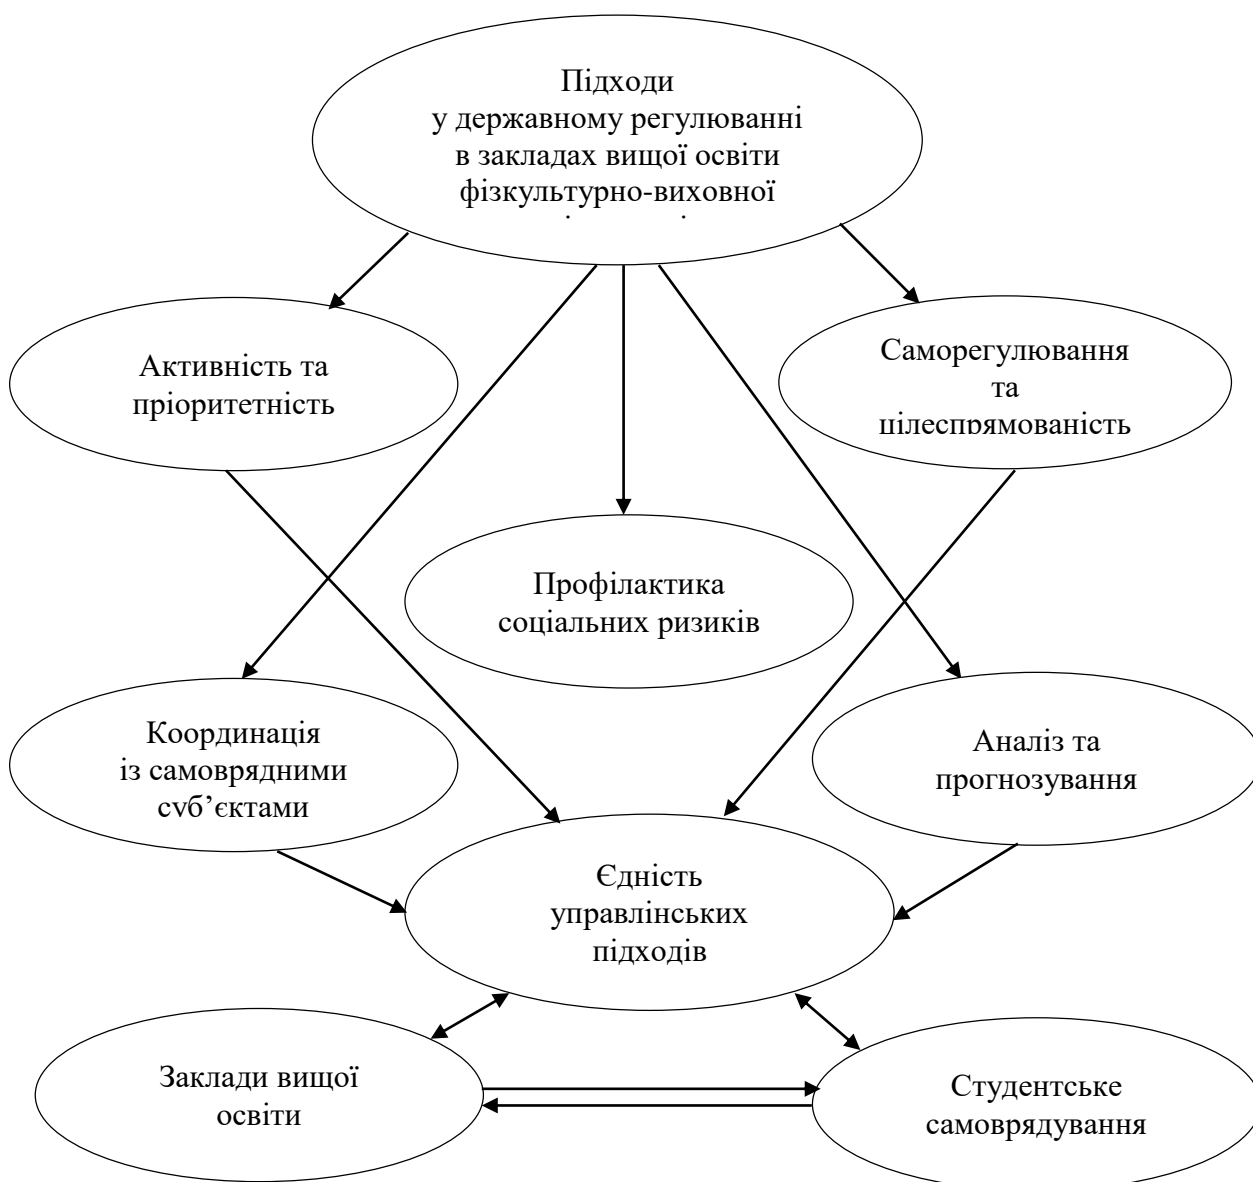 Підходи
у державному регулюванні
в закладах вищої освіти
фізкультурно-виховної
Активність та
пріоритетність
Саморегулювання
та
цілеспрямованість
Профілактика
соціальних ризиків
Координація
із самоврядними
суб’єктами
Аналіз та
прогнозування
Єдність
управлінських
підходів
Заклади вищої
освіти
Студентське
самоврядування